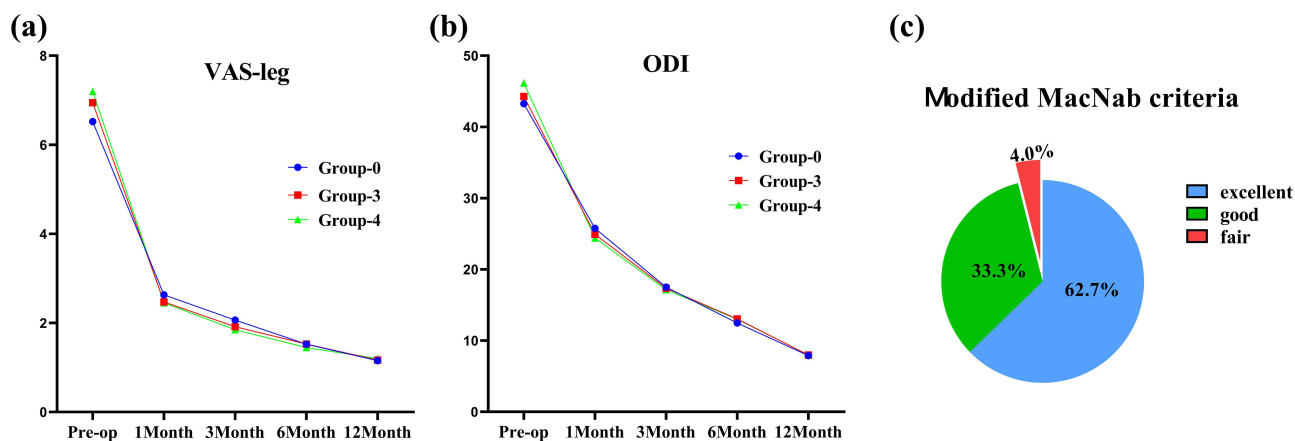 (a)
VAS-leg
8
6
4
2
0
Group-0
Group-3
Group-4
Pre-op 1Month 3Month 6Month 12Month
(b)
ODI
50
40
30
20
10
0
Group-0
Group-3
Group-4
Pre-op 1Month 3Month 6Month 12Month
(c)
Modified MacNab criteria
4.0%
33.3%
62.7%
excellent
good
fair